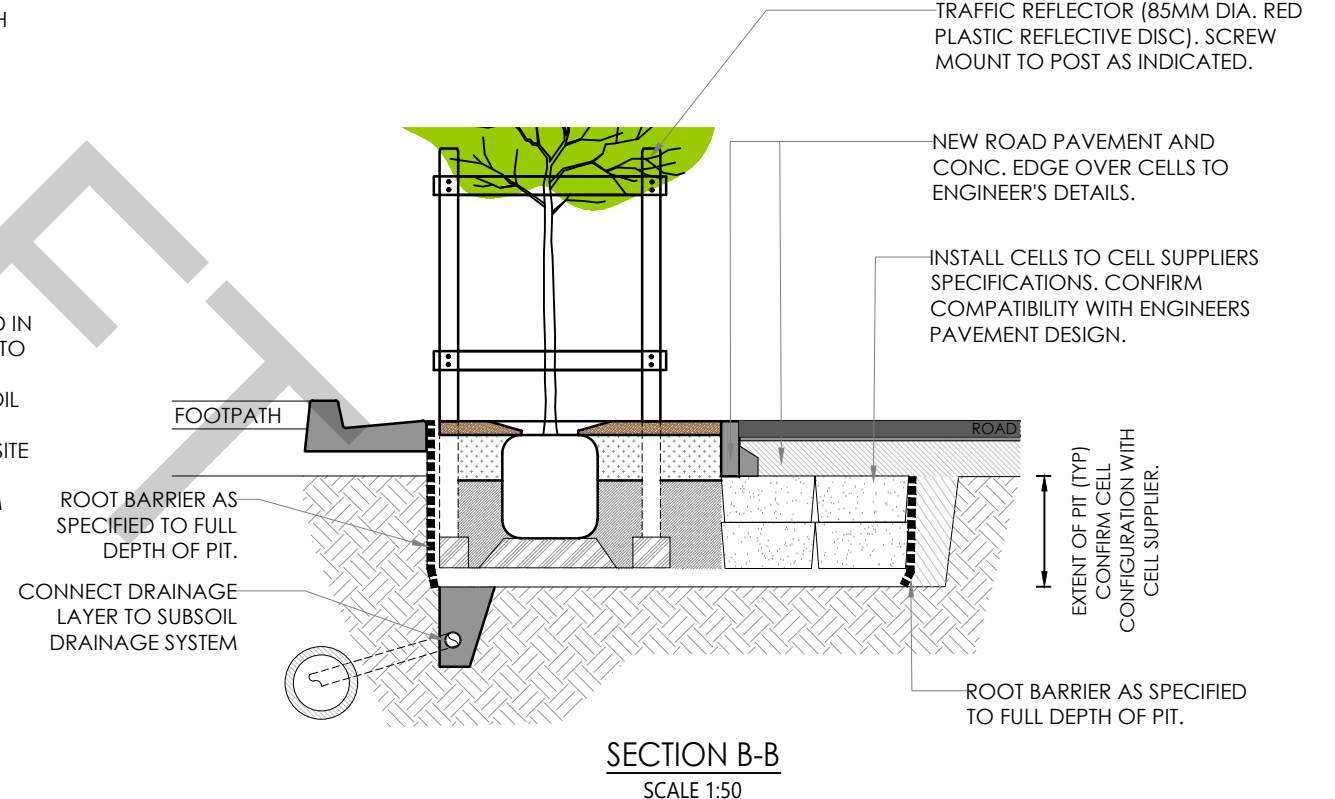 H
TRAFFIC REFLECTOR (85MM DIA. RED
PLASTIC REFLECTIVE DISC). SCREW
MOUNT TO POST AS INDICATED.
NEW ROAD PAVEMENT AND
CONC. EDGE OVER CELLS TO
ENGINEER'S DETAILS.
INSTALL CELLS TO CELL SUPPLIERS
SPECIFICATIONS. CONFIRM
COMPATIBILITY WITH ENGINEERS
PAVEMENT DESIGN.
IN
TO
OIL
SITE
FOOTPATH
ROAD
ROOT BARRIER AS
SPECIFIED TO FULL
DEPTH OF PIT.
CONNECT DRAINAGE
LAYER TO SUBSOIL
DRAINAGE SYSTEM
EXTENT OF PIT (TYP)
CONFIRM CELL
CONFIGURATION WITH
CELL SUPPLIER.
ROOT BARRIER AS SPECIFIED
TO FULL DEPTH OF PIT.
SECTION B-B
SCALE 1:50